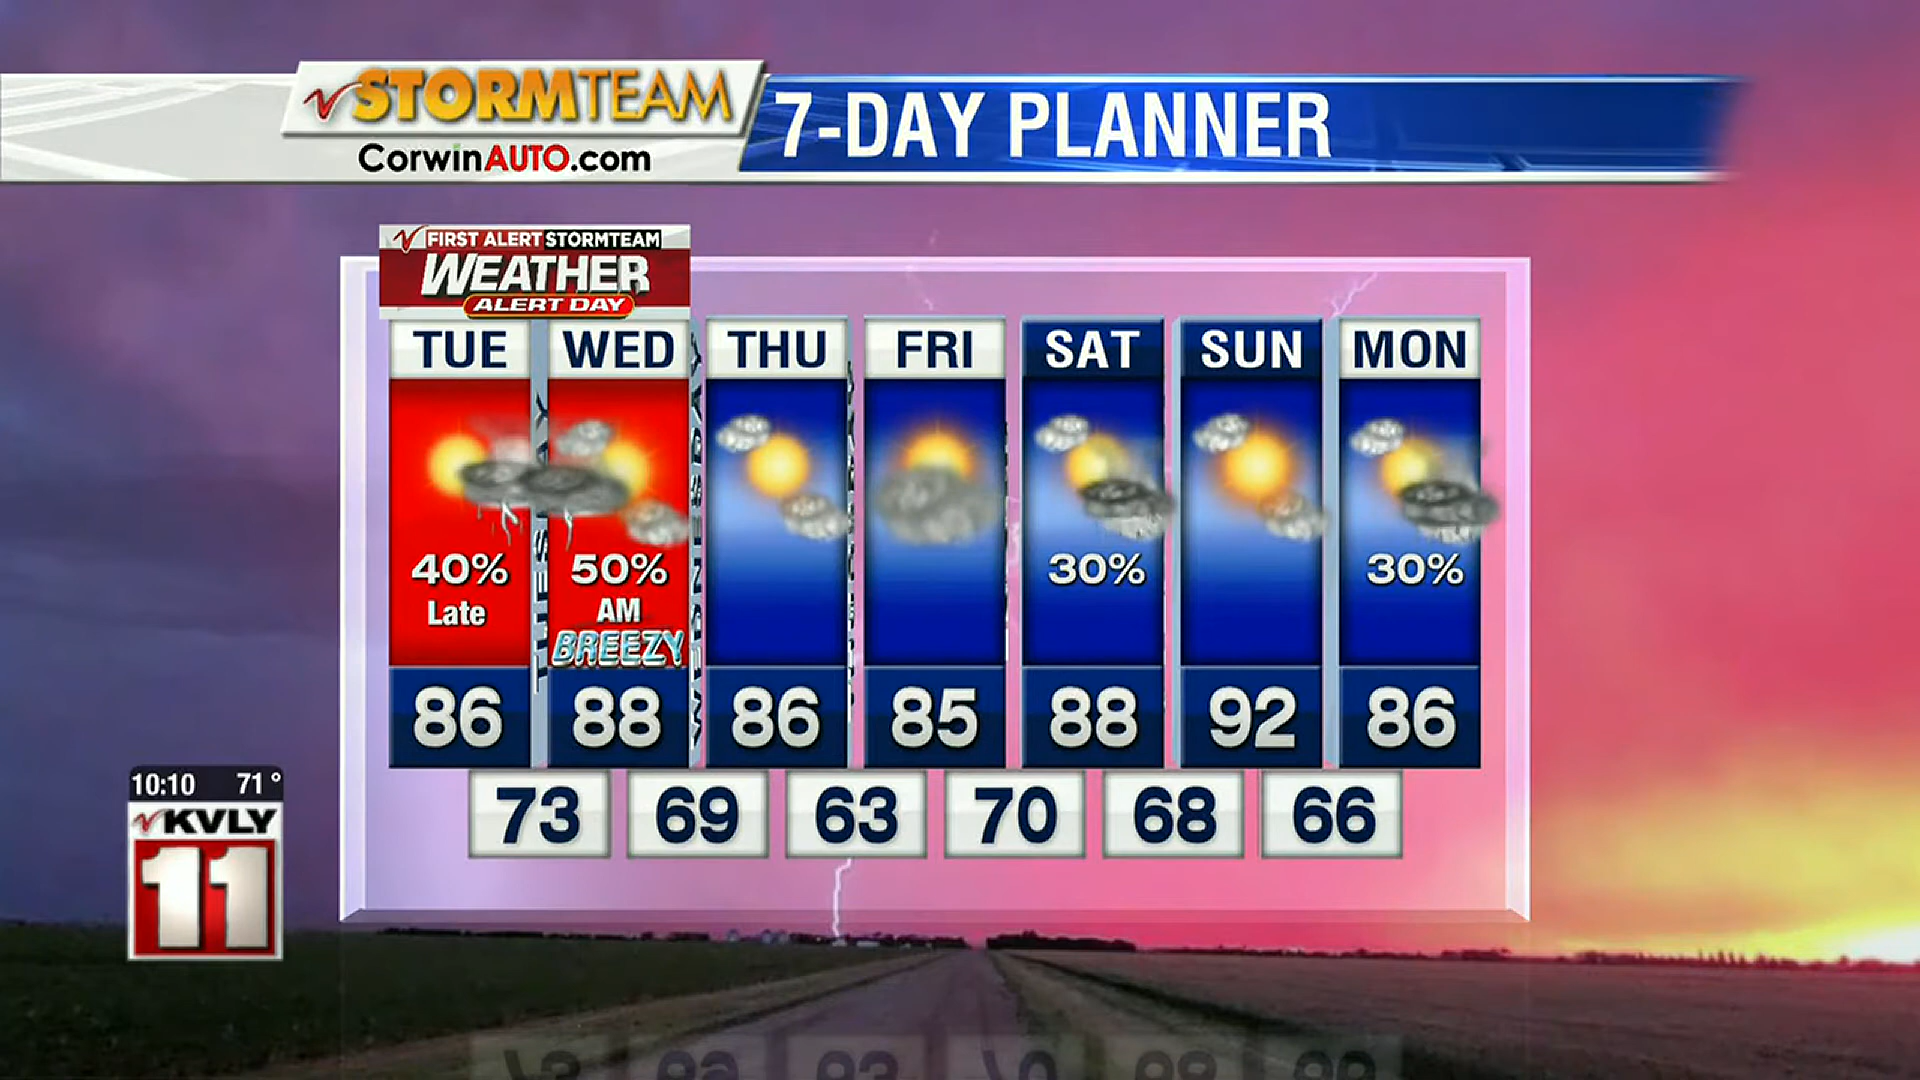 STORMTEAM
CorwinAUTO.com
7-DAY PLANNER
FIRST ALERT STORMTEAM
WEATHER
ALERT DAY
TUE WED THU FRI SAT SUN MON
TUESDAY
WEDNESDAY
40% 50% 30% 30%
Late AM
BREEZY
86 88 86 85 88 92 86
73 69 63 70 68 66
10:10 71°
KVLY
11